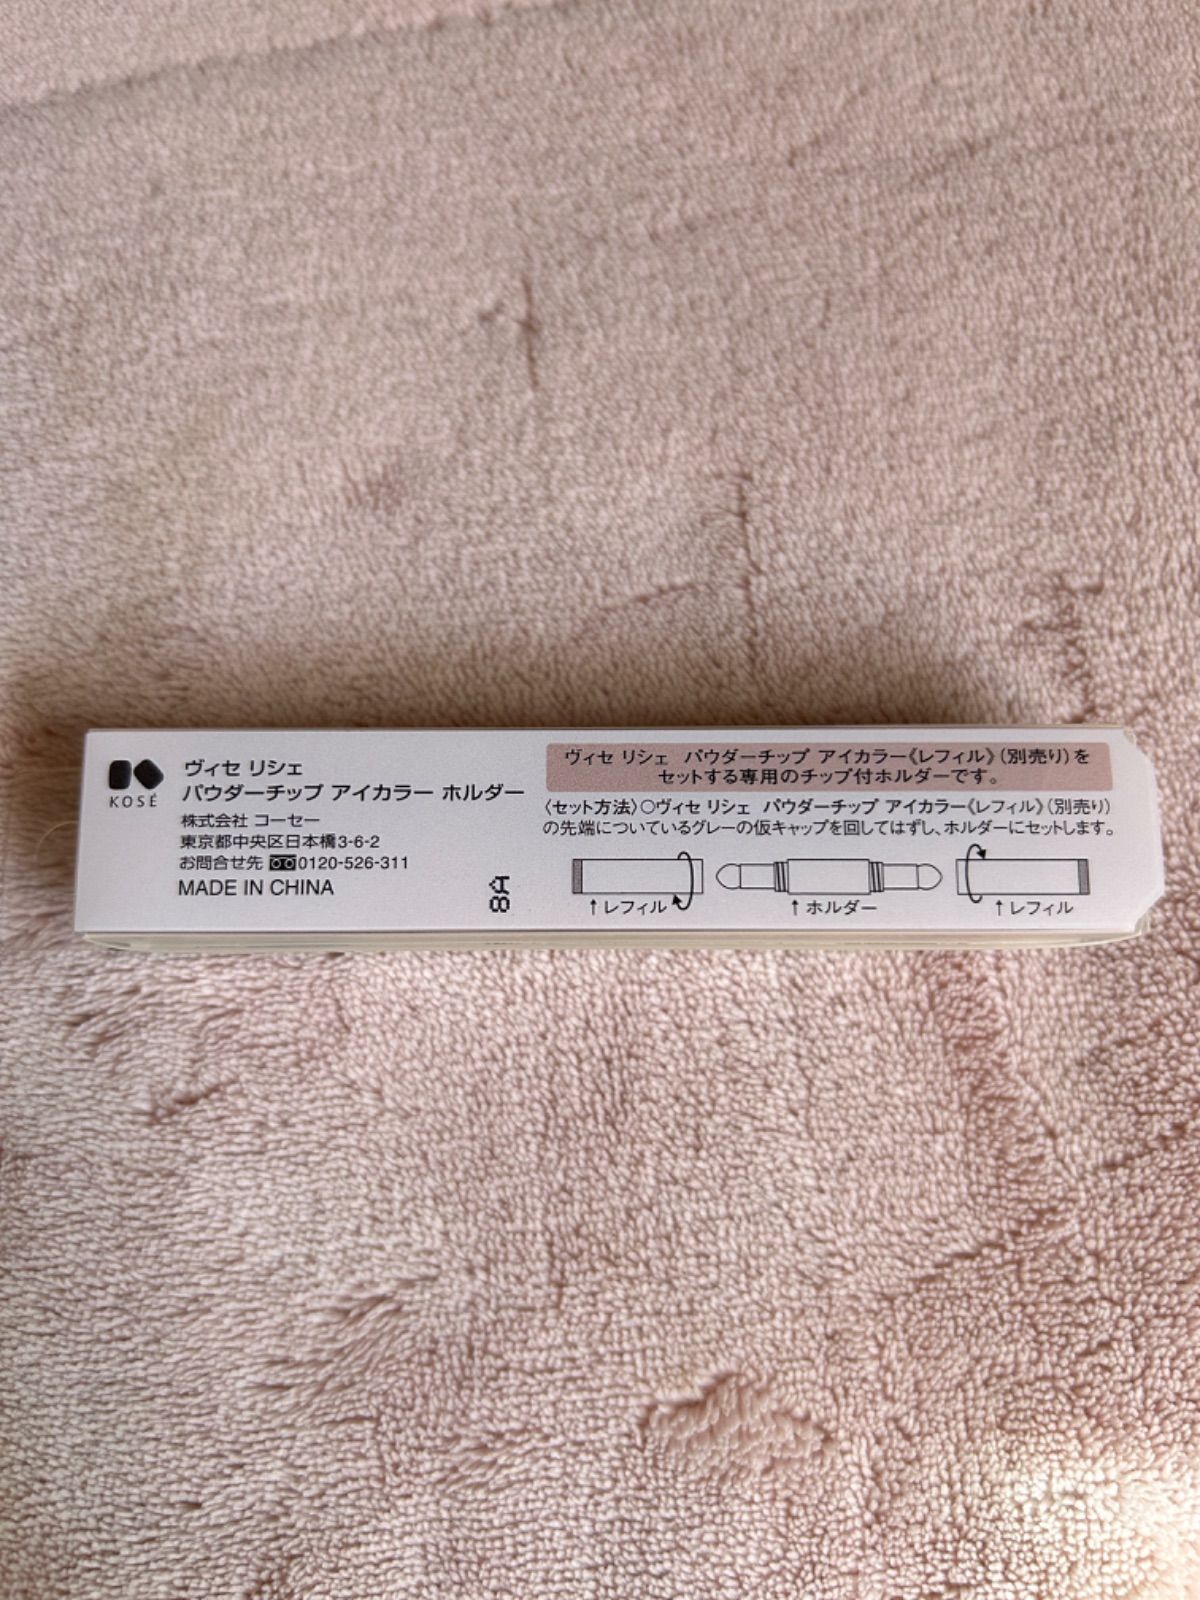 KOSÉ
ヴィセ リシェ
パウダーチップ アイカラー ホルダー
株式会社 コーセー
東京都中央区日本橋3-6-2
お問合せ先 0120-526-311
MADE IN CHINA
8A
ヴィセ リシェ パウダーチップ アイカラー《レフィル》（別売り）を
セットする専用のチップ付ホルダーです。
〈セット方法〉○ヴィセ リシェ パウダーチップ アイカラー《レフィル》（別売り）
の先端についているグレーの仮キャップを回してはずし、ホルダーにセットします。
↑レフィル ↑ホルダー ↑レフィル